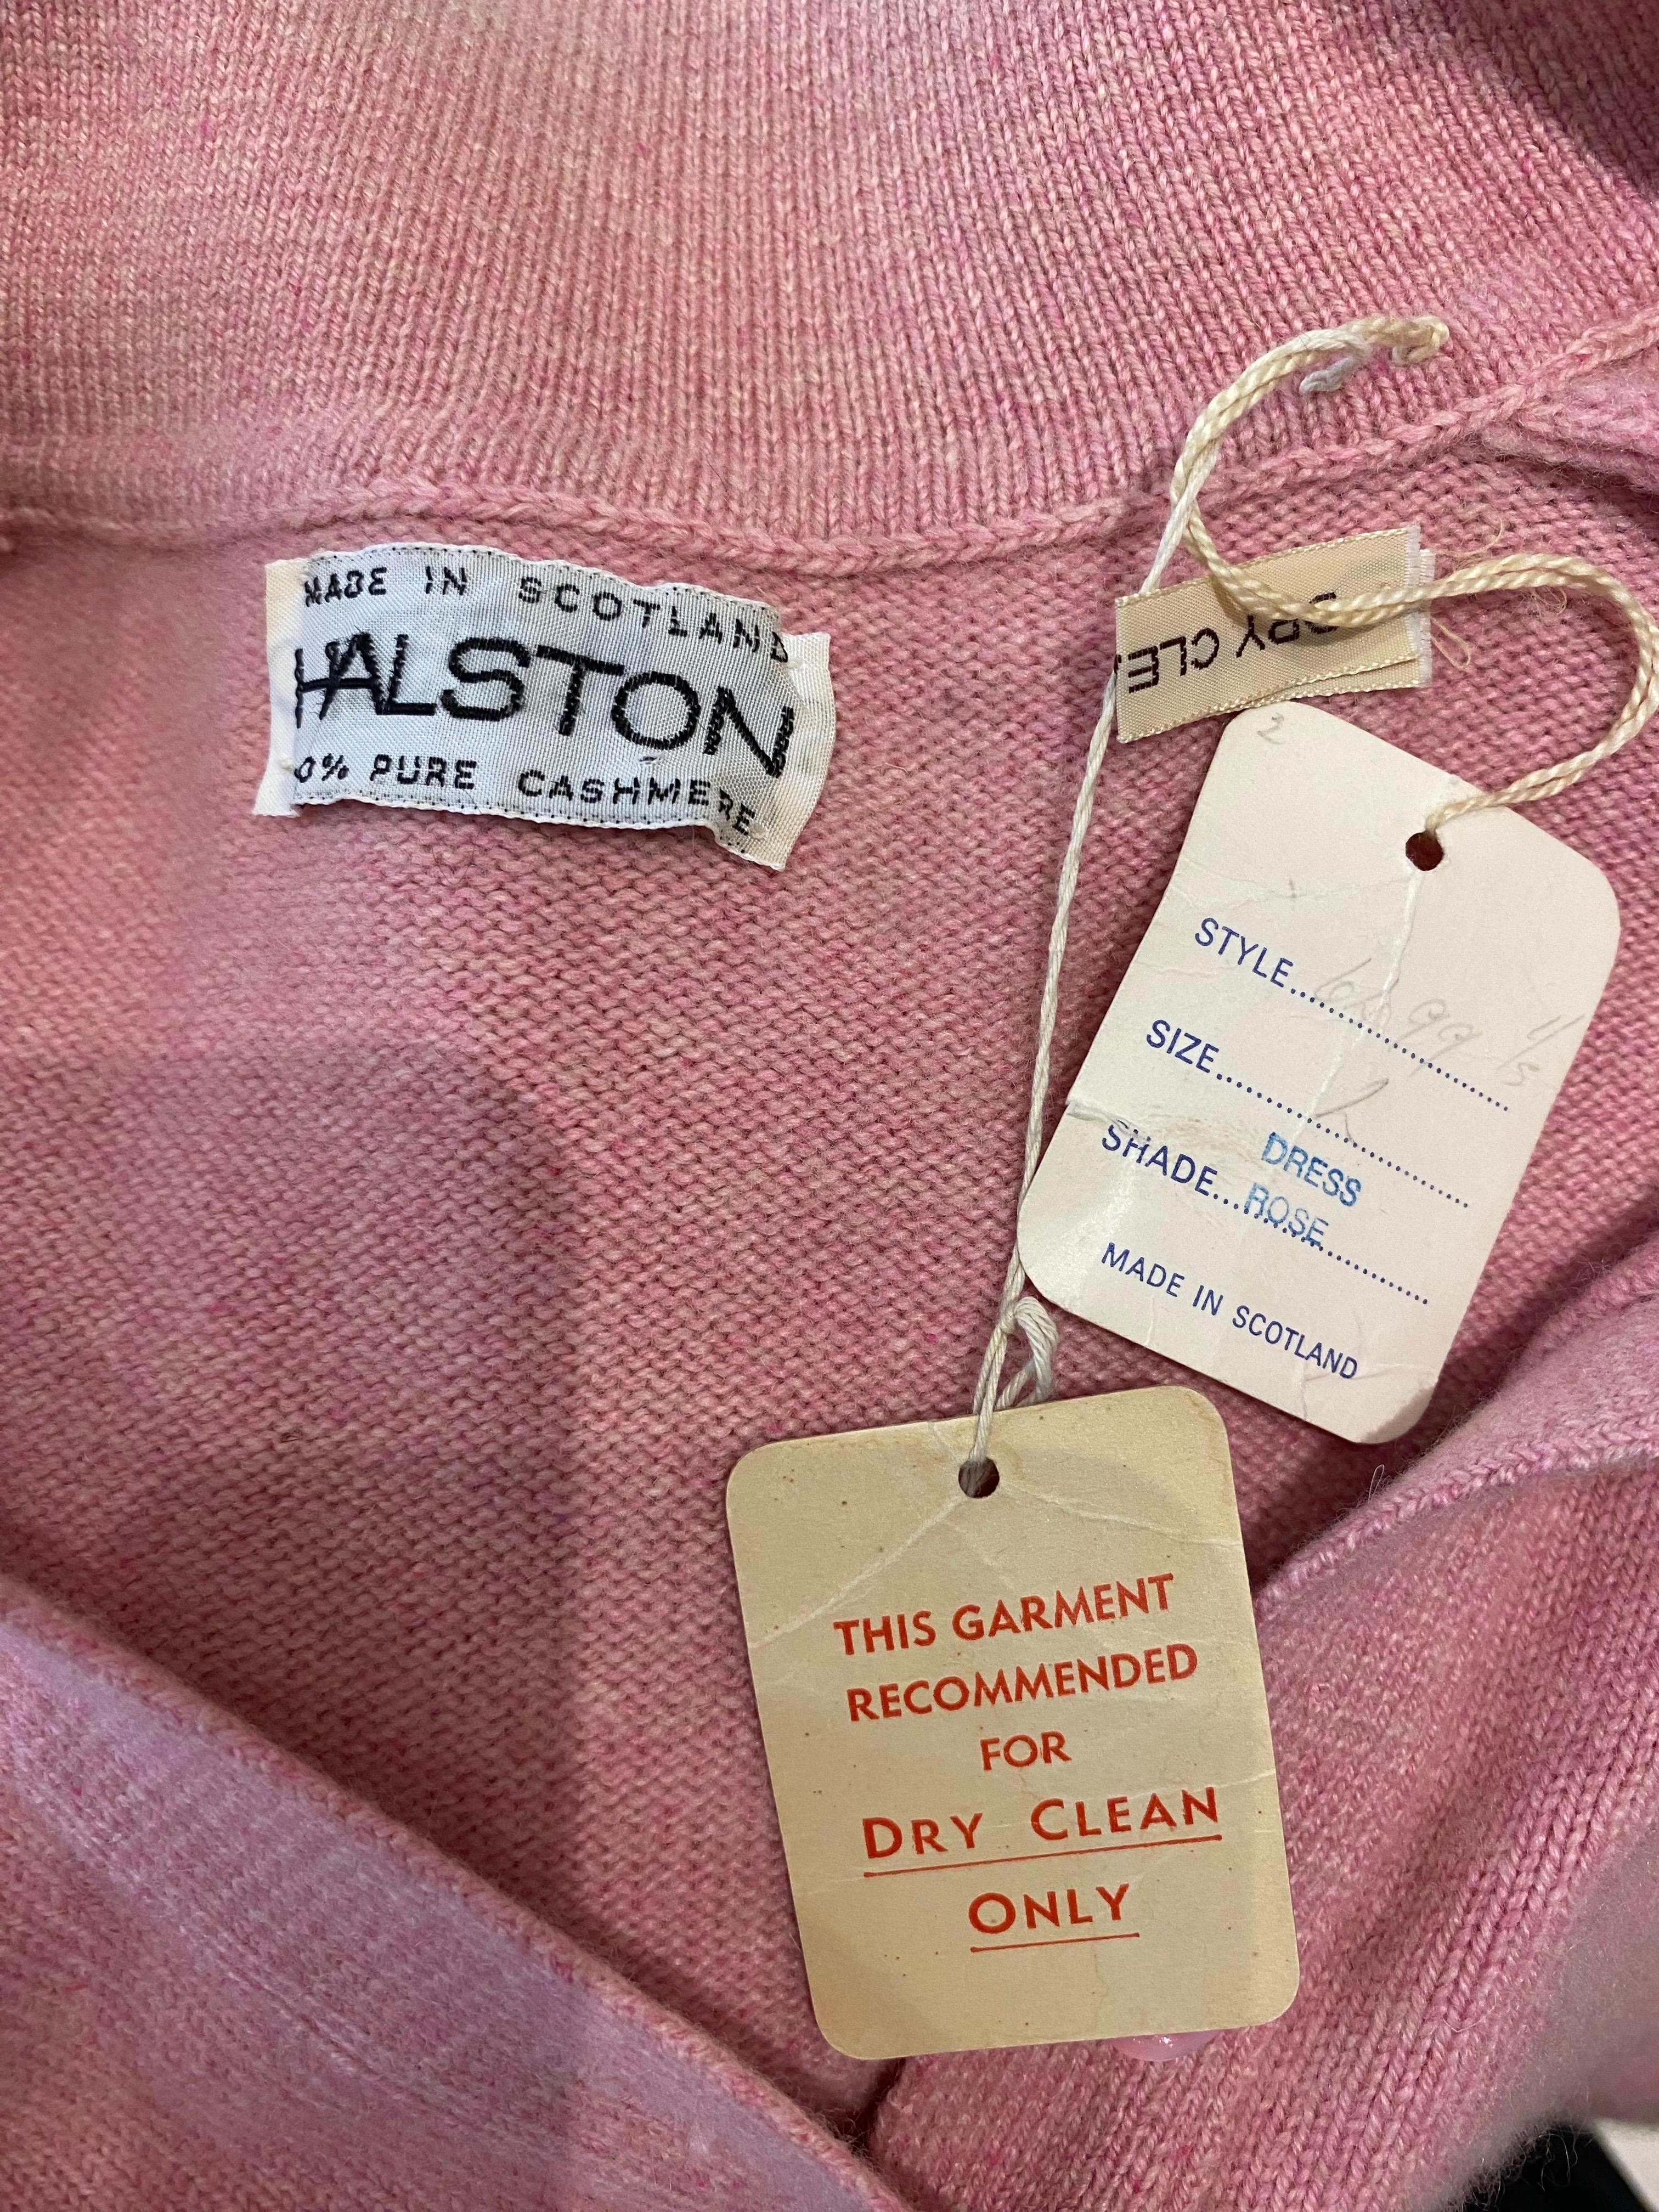 MADE IN SCOTLAND
HALSTON
0% PURE CASHMERE
DRY CLE
2
STYLE
SIZE
DRESS
SHADE...ROSE
MADE IN SCOTLAND
THIS GARMENT
RECOMMENDED
FOR
DRY CLEAN
ONLY